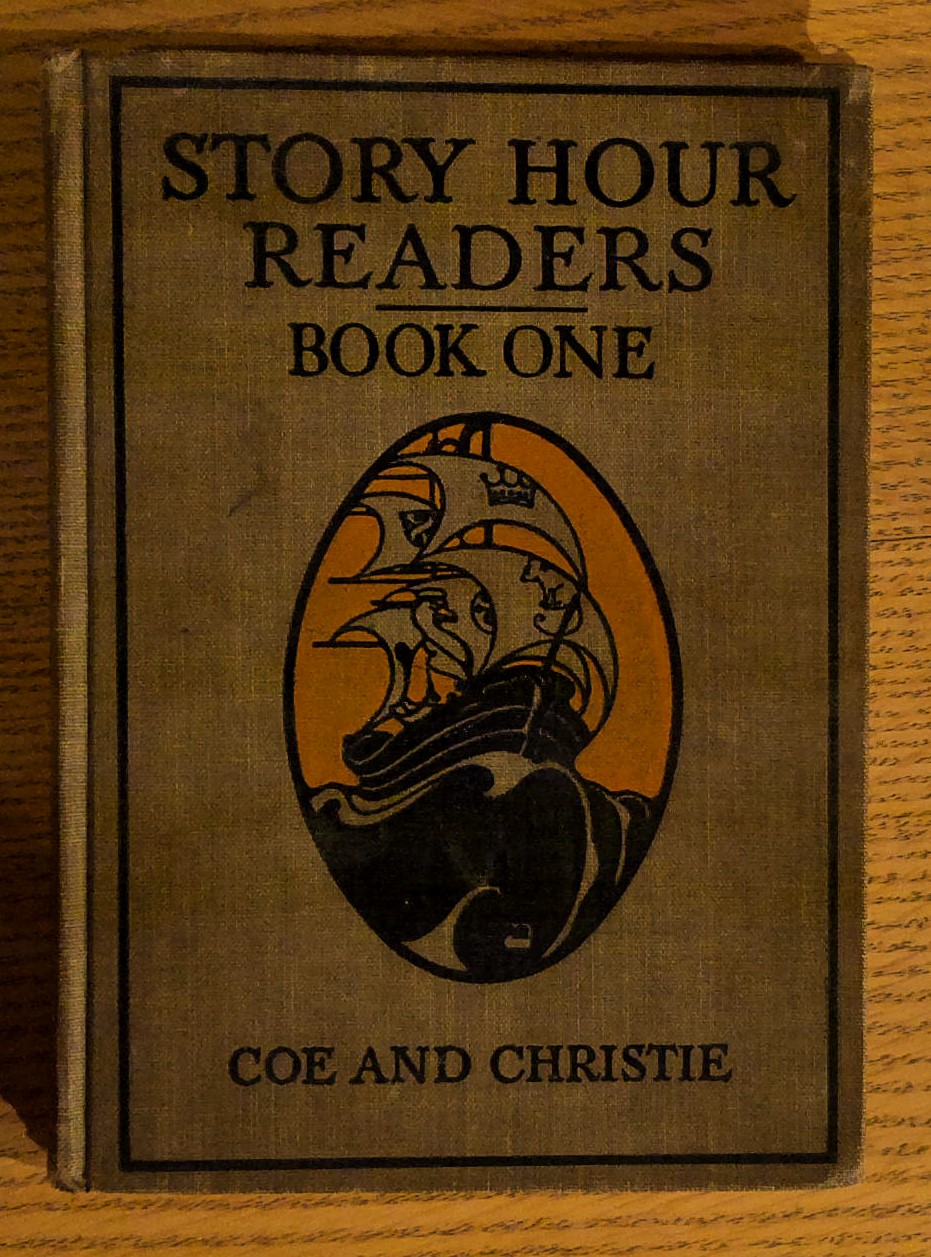 STORY HOUR
READERS
BOOK ONE
COE AND CHRISTIE